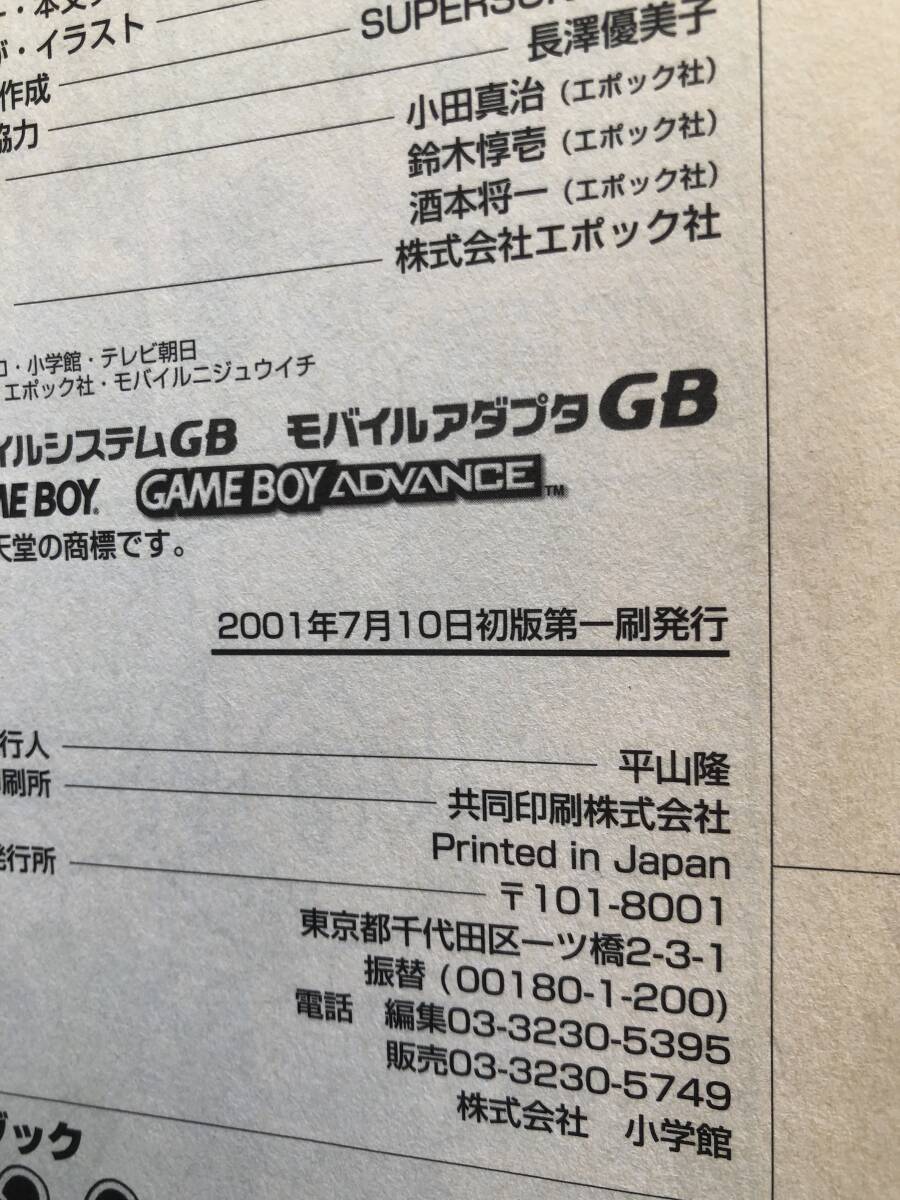 ・本文デ
・イラスト
SUPERSON
作成
長澤優美子
協力
小田真治（エポック社）
鈴木惇壱（エポック社）
酒本将一（エポック社）
株式会社エポック社
ロ・小学館・テレビ朝日
エポック社・モバイルニジュウイチ
イルシステムGB モバイルアダプタGB
ME BOY® GAME BOY ADVANCE™
天堂の商標です。
2001年7月10日初版第一刷発行
行人 平山隆
刷所 共同印刷株式会社
Printed in Japan
発行所 〒101-8001
東京都千代田区一ツ橋2-3-1
振替（00180-1-200）
電話 編集03-3230-5395
販売03-3230-5749
株式会社 小学館
ブック